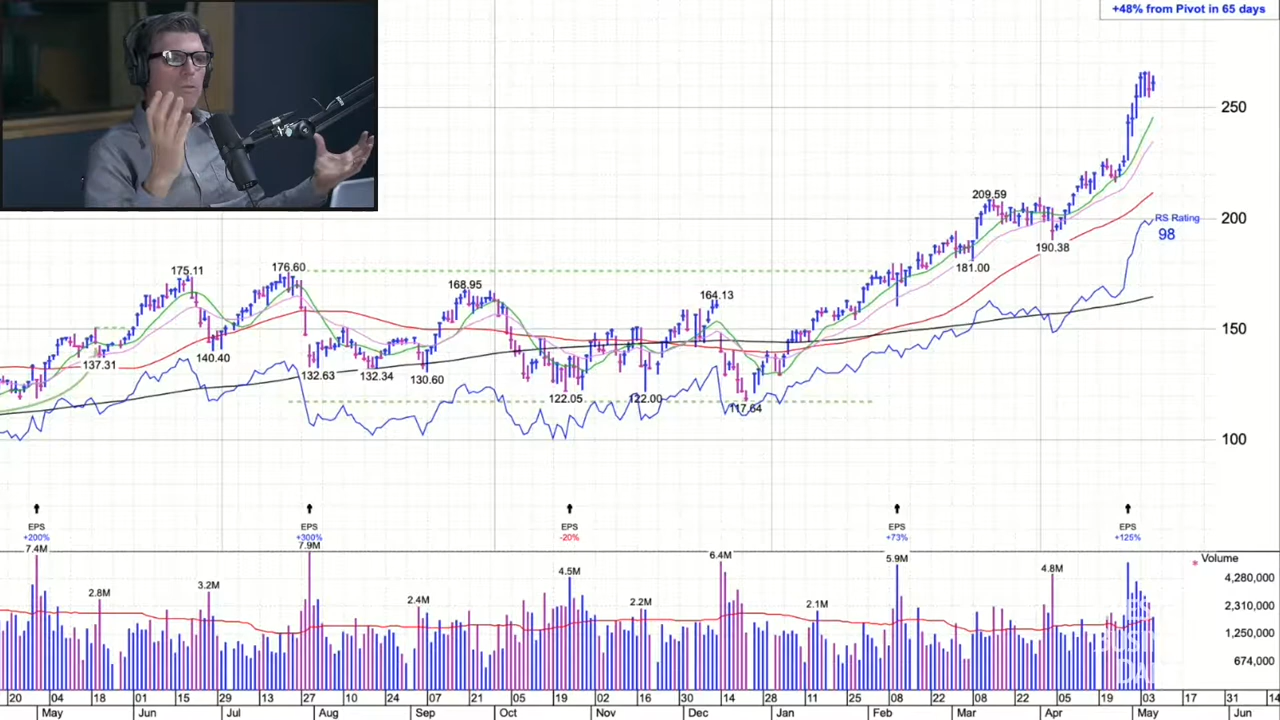 +48% from Pivot in 65 days
250
209.59
RS Rating
200
98
190.38
181.00
175.11
176.60
168.95
164.13
150
140.40
137.31
132.63
132.34
130.60
122.05
122.00
117.64
100
EPS
EPS
EPS
EPS
EPS
+200%
+300%
-20%
+73%
+125%
7.4M
7.9M
6.4M
5.9M
Volume
4.5M
4.8M
4,280,000
2.8M
3.2M
2.4M
2.2M
2.1M
2,310,000
1,250,000
674,000
20 04 18 01 15 29 13 27 10 24 07 21 05 19 02 16 30 14 28 11 25 08 22 08 22 05 19 03 17 31 14
May Jun Jul Aug Sep Oct Nov Dec Jan Feb Mar Apr May Jun